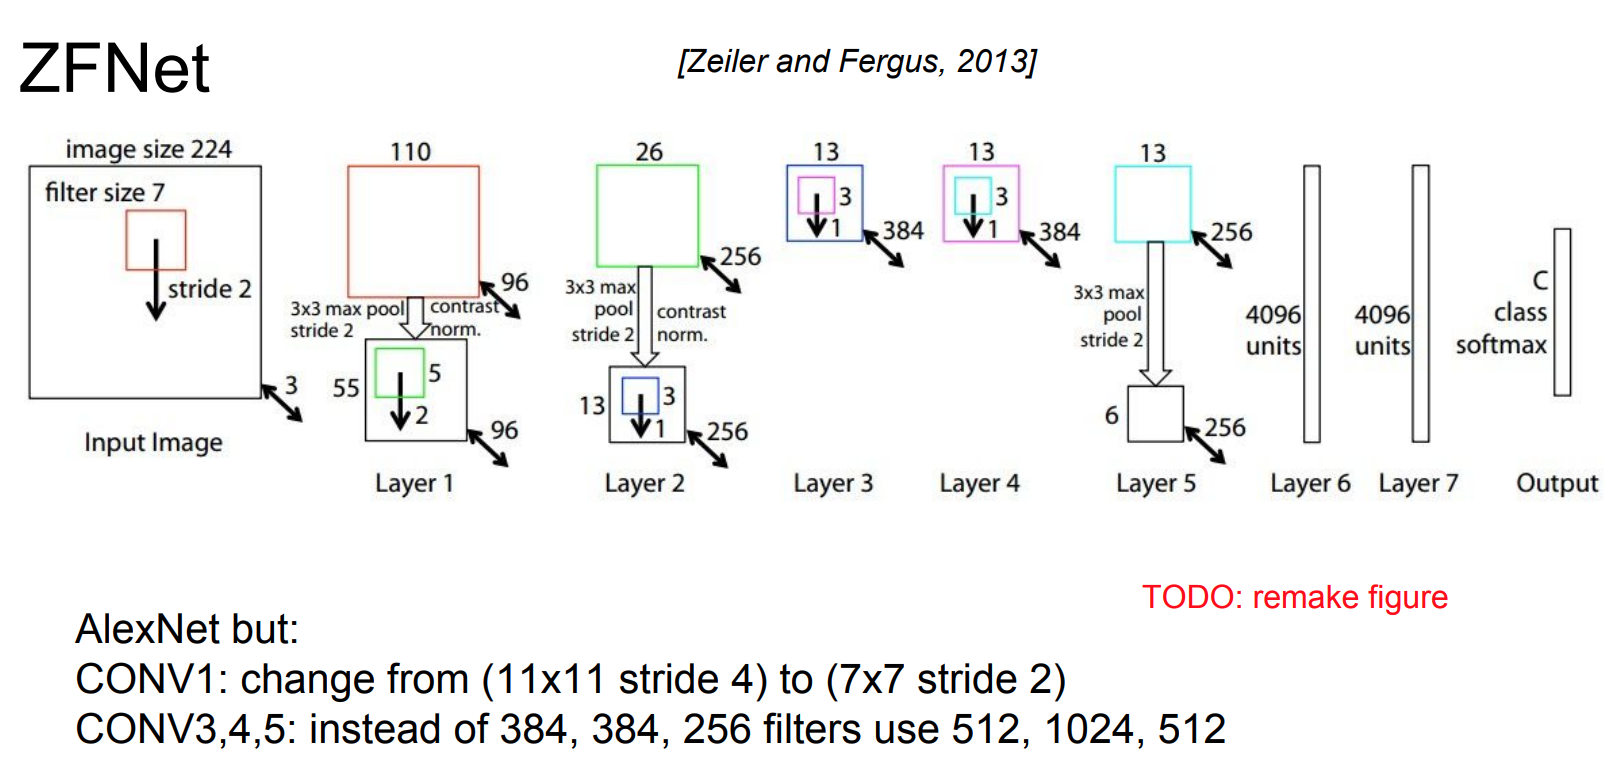 ZFNet
[Zeiler and Fergus, 2013]
image size 224
filter size 7
stride 2
3
Input Image
110
96
3x3 max pool
stride 2
contrast
norm.
55
5
2
96
Layer 1
26
256
3x3 max
pool
stride 2
contrast
norm.
13
3
1
256
Layer 2
13
3
1
384
Layer 3
13
3
1
384
Layer 4
13
256
3x3 max
pool
stride 2
6
256
Layer 5
4096
units
Layer 6
4096
units
Layer 7
C
class
softmax
Output
TODO: remake figure
AlexNet but:
CONV1: change from (11x11 stride 4) to (7x7 stride 2)
CONV3,4,5: instead of 384, 384, 256 filters use 512, 1024, 512